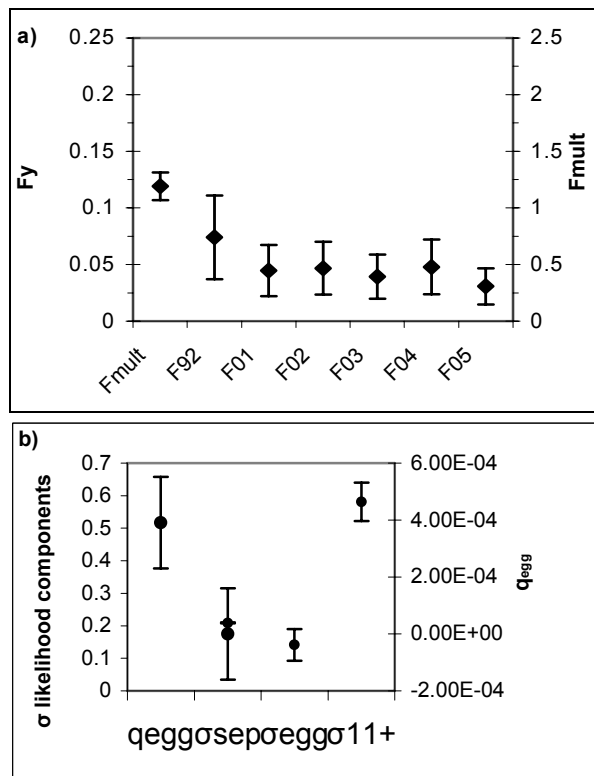 a)
0.25
0.2
0.15
0.1
0.05
0
Fy
2.5
2
1.5
1
0.5
0
Fmult
Fmult
F92
F01
F02
F03
F04
F05
b)
0.7
0.6
0.5
0.4
0.3
0.2
0.1
0
σ likelihood components
6.00E-04
4.00E-04
2.00E-04
0.00E+00
-2.00E-04
qegg
qeggσsepσeggσ11+